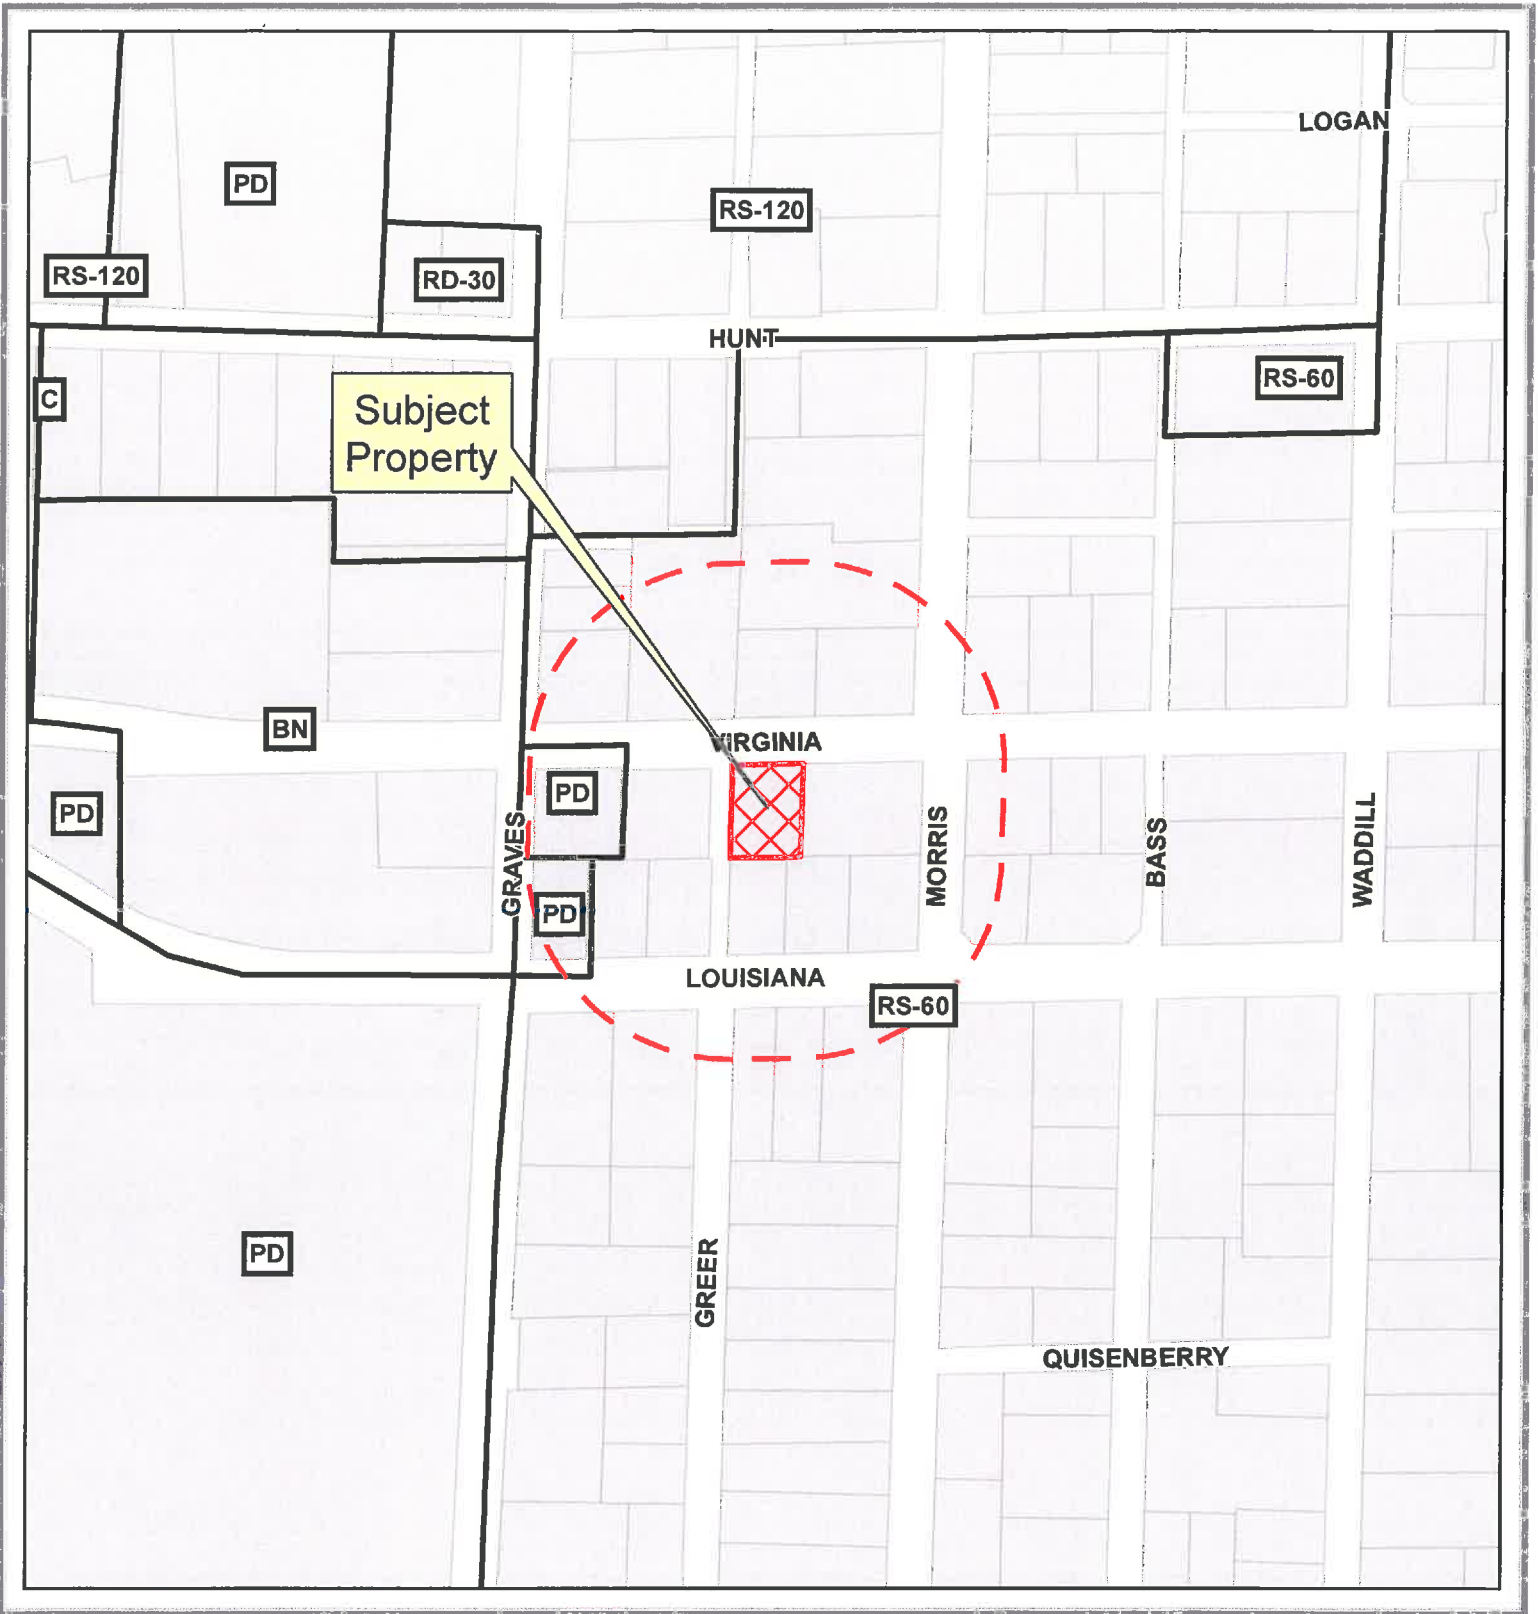 LOGAN
PD
RS-120
RS-120
RD-30
HUNT
RS-60
C
Subject
Property
BN
VIRGINIA
PD
PD
GRAVES
MORRIS
BASS
WADDILL
PD
LOUISIANA
RS-60
PD
GREER
QUISENBERRY